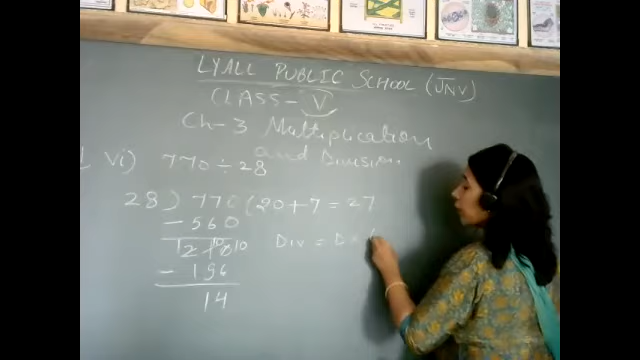 LYALL PUBLIC SCHOOL (JNV)
CLASS- V
Ch-3 Multiplication
and Division
vi) 770 ÷ 28
28 ) 770 ( 20 + 7 = 27
- 560
210
- 196
14
Div = D ×